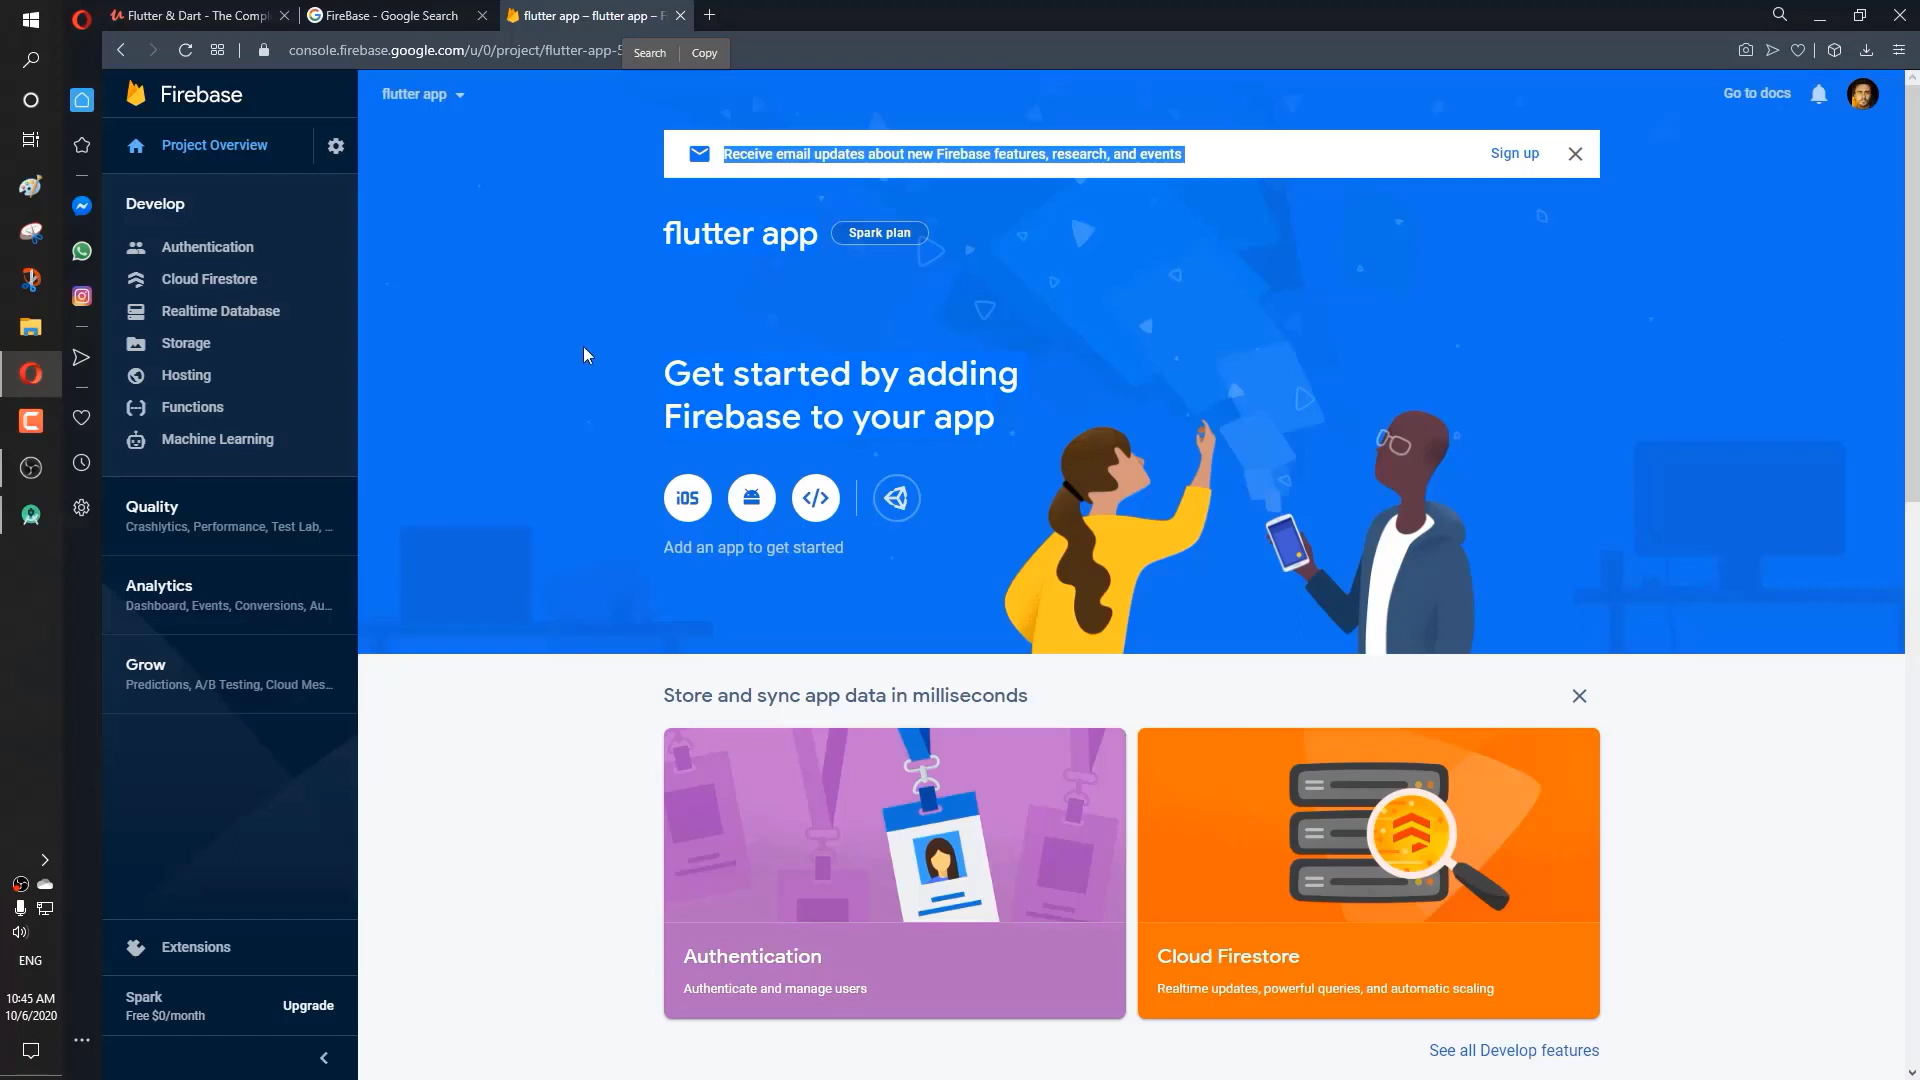 Flutter & Dart - The Compl
FireBase - Google Search
flutter app – flutter app – F
console.firebase.google.com/u/0/project/flutter-app-5
Search
Copy
Firebase
flutter app
Go to docs
Project Overview
Receive email updates about new Firebase features, research, and events
Sign up
Develop
flutter app
Spark plan
Authentication
Cloud Firestore
Realtime Database
Storage
Hosting
Functions
Machine Learning
Get started by adding
Firebase to your app
iOS
Add an app to get started
Quality
Crashlytics, Performance, Test Lab, ...
Analytics
Dashboard, Events, Conversions, Au...
Grow
Predictions, A/B Testing, Cloud Mes...
Store and sync app data in milliseconds
Authentication
Authenticate and manage users
Cloud Firestore
Realtime updates, powerful queries, and automatic scaling
See all Develop features
Extensions
Spark
Free $0/month
Upgrade
ENG
10:45 AM
10/6/2020